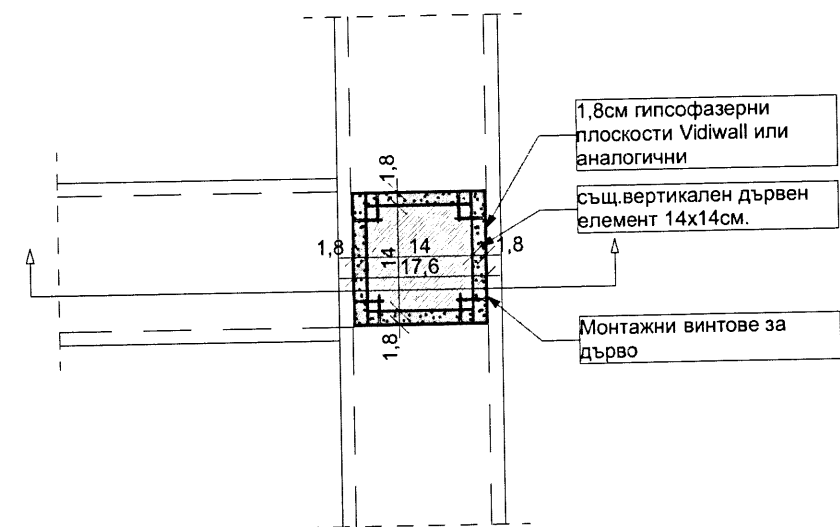 1,8см гипсофазерни
плоскости Vidiwall или
аналогични
същ.вертикален дървен
елемент 14x14см.
Монтажни винтове за
дърво
1,8
1,8
14
1,8
14
17,6
1,8